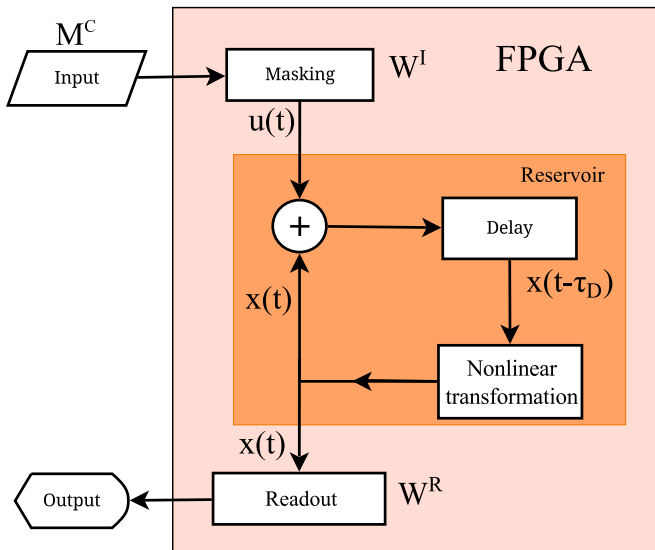 M^C
Input
Masking
W^I
FPGA
u(t)
Reservoir
+
Delay
x(t)
x(t-τ_D)
Nonlinear
transformation
x(t)
Output
Readout
W^R